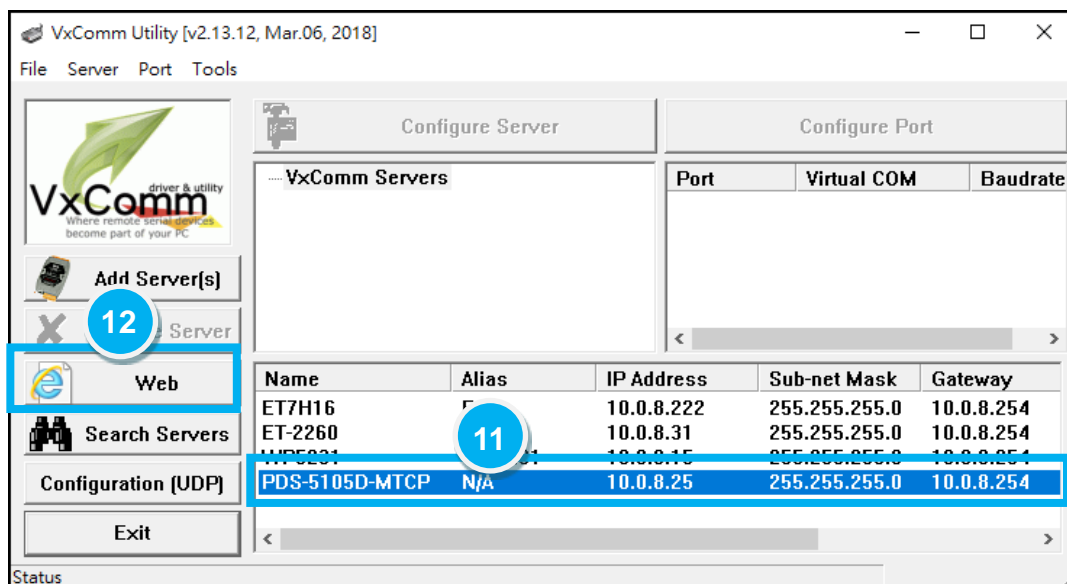 VxComm Utility [v2.13.12, Mar.06, 2018]
File Server Port Tools
Configure Server
Configure Port
VxComm
driver & utility
Where remote serial devices
become part of your PC
VxComm Servers
Port Virtual COM Baudrate
Add Server(s)
12
Server
Web
Search Servers
Configuration (UDP)
Exit
Name Alias IP Address Sub-net Mask Gateway
ET7H16 10.0.8.222 255.255.255.0 10.0.8.254
ET-2260 10.0.8.31 255.255.255.0 10.0.8.254
11
PDS-5105D-MTCP N/A 10.0.8.25 255.255.255.0 10.0.8.254
Status